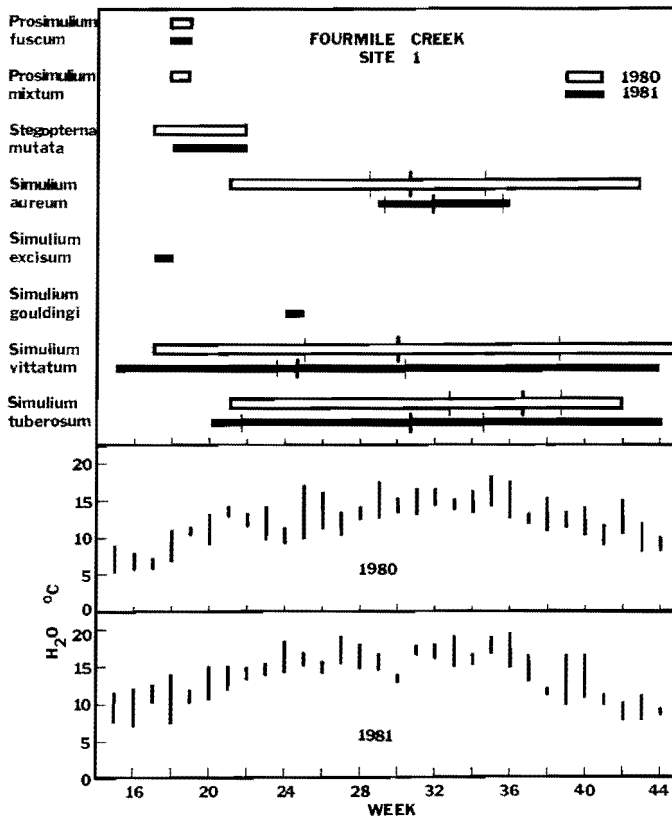 Prosimulium
fuscum
FOURMILE CREEK
SITE 1
Prosimulium
mixtum
1980
1981
Stegopterna
mutata
Simulium
aureum
Simulium
excisum
Simulium
gouldingi
Simulium
vittatum
Simulium
tuberosum
20
15
10
5
0
1980
°C
H2O
20
15
10
5
0
1981
16 20 24 28 32 36 40 44
WEEK